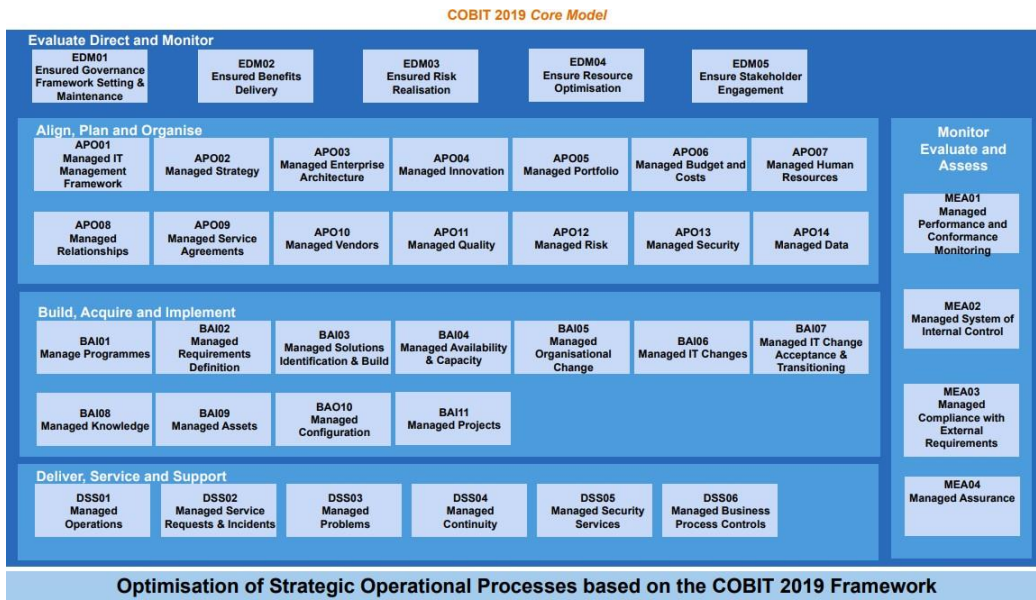 COBIT 2019 Core Model
Evaluate Direct and Monitor
EDM01
Ensured Governance
Framework Setting &
Maintenance
EDM02
Ensured Benefits
Delivery
EDM03
Ensured Risk
Realisation
EDM04
Ensure Resource
Optimisation
EDM05
Ensure Stakeholder
Engagement
Align, Plan and Organise
APO01
Managed IT
Management
Framework
APO02
Managed Strategy
APO03
Managed Enterprise
Architecture
APO04
Managed Innovation
APO05
Managed Portfolio
APO06
Managed Budget and
Costs
APO07
Managed Human
Resources
APO08
Managed
Relationships
APO09
Managed Service
Agreements
APO10
Managed Vendors
APO11
Managed Quality
APO12
Managed Risk
APO13
Managed Security
APO14
Managed Data
Build, Acquire and Implement
BAI01
Manage Programmes
BAI02
Managed
Requirements
Definition
BAI03
Managed Solutions
Identification & Build
BAI04
Managed Availability
& Capacity
BAI05
Managed
Organisational
Change
BAI06
Managed IT Changes
BAI07
Managed IT Change
Acceptance &
Transitioning
BAI08
Managed Knowledge
BAI09
Managed Assets
BAO10
Managed
Configuration
BAI11
Managed Projects
Deliver, Service and Support
DSS01
Managed
Operations
DSS02
Managed Service
Requests & Incidents
DSS03
Managed
Problems
DSS04
Managed
Continuity
DSS05
Managed Security
Services
DSS06
Managed Business
Process Controls
Monitor
Evaluate and
Assess
MEA01
Managed
Performance and
Conformance
Monitoring
MEA02
Managed System of
Internal Control
MEA03
Managed
Compliance with
External
Requirements
MEA04
Managed Assurance
Optimisation of Strategic Operational Processes based on the COBIT 2019 Framework